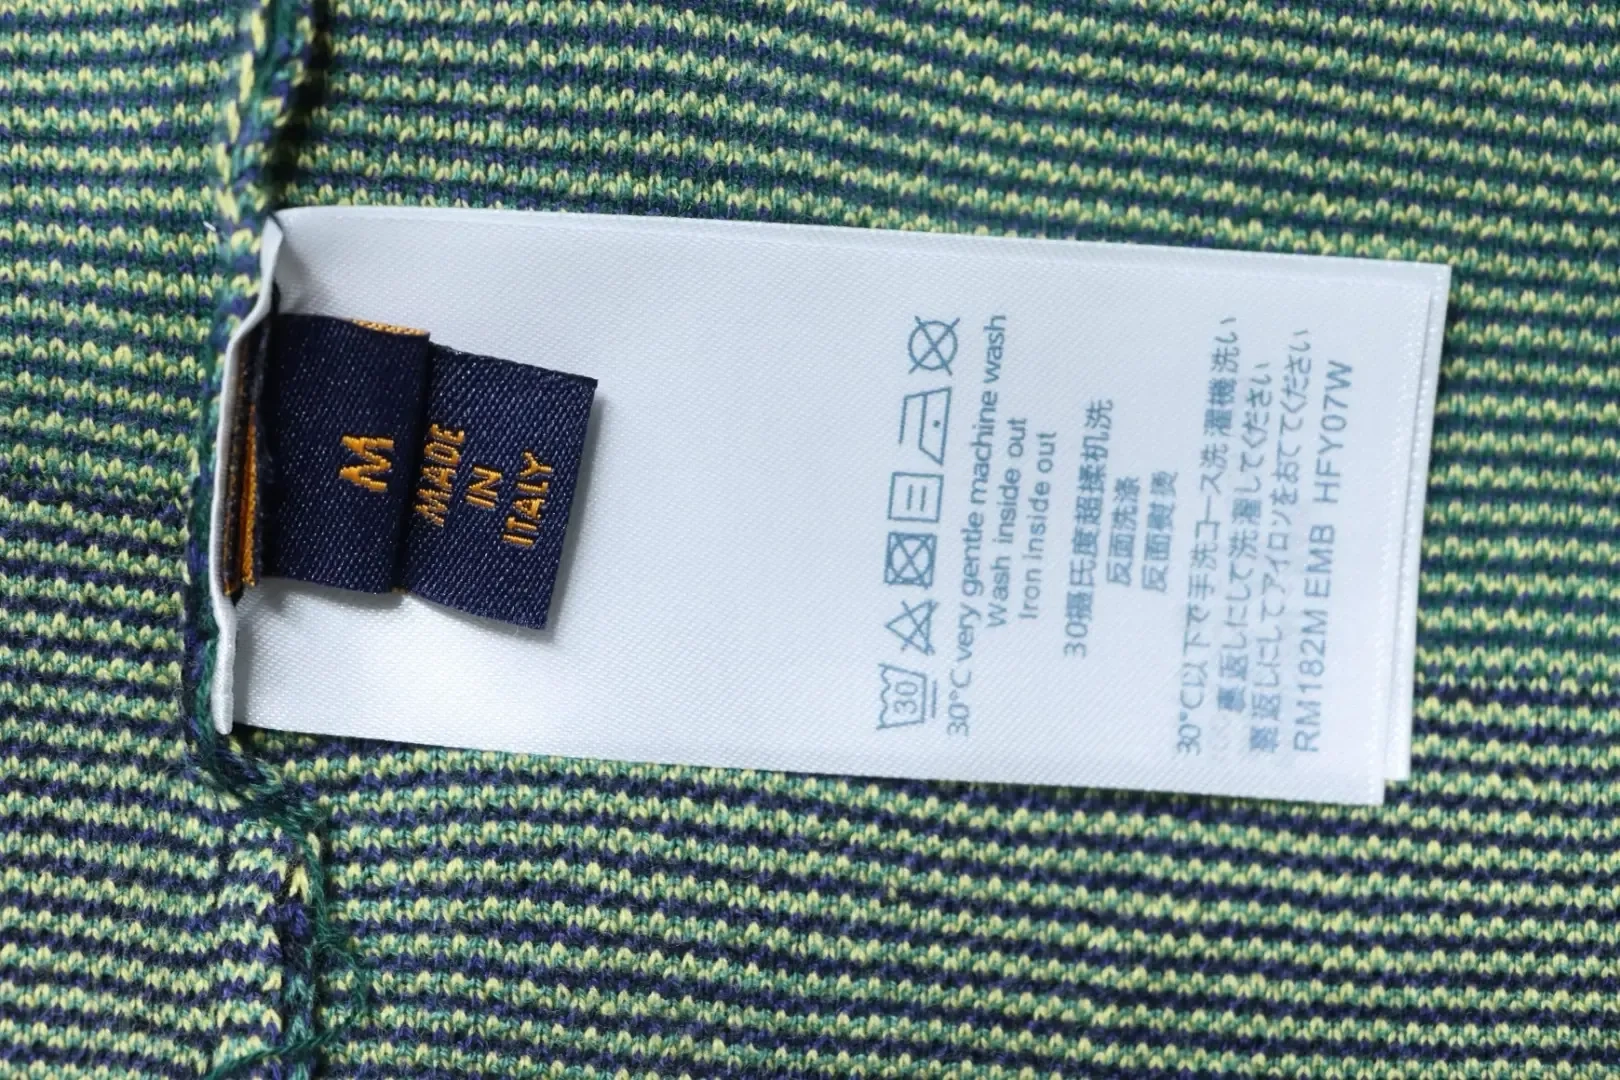 M
MADE
IN
ITALY
30
30°C very gentle machine wash
Wash inside out
Iron inside out
30摄氏度超揉机洗
反面洗涤
反面熨烫
30°C以下で手洗コース洗濯機洗い
裏返しにして洗濯してください
裏返しにしてアイロンをおてください
RM182M EMB HFY07W